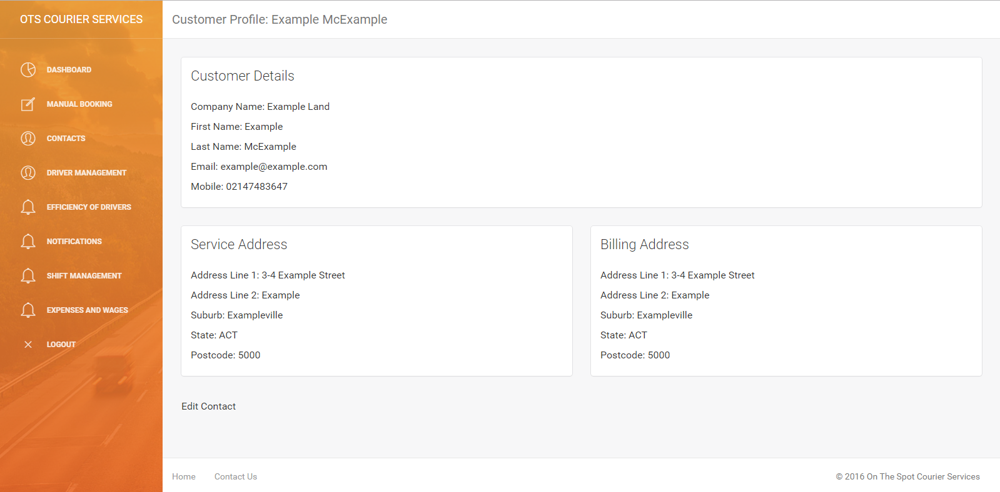 OTS COURIER SERVICES
Customer Profile: Example McExample
DASHBOARD
MANUAL BOOKING
CONTACTS
DRIVER MANAGEMENT
EFFICIENCY OF DRIVERS
NOTIFICATIONS
SHIFT MANAGEMENT
EXPENSES AND WAGES
LOGOUT
Customer Details
Company Name: Example Land
First Name: Example
Last Name: McExample
Email: example@example.com
Mobile: 02147483647
Service Address
Address Line 1: 3-4 Example Street
Address Line 2: Example
Suburb: Exampleville
State: ACT
Postcode: 5000
Billing Address
Address Line 1: 3-4 Example Street
Address Line 2: Example
Suburb: Exampleville
State: ACT
Postcode: 5000
Edit Contact
Home
Contact Us
© 2016 On The Spot Courier Services